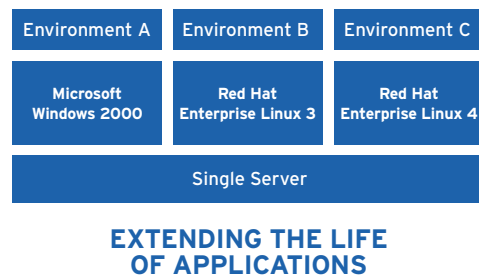 Environment A
Environment B
Environment C
Microsoft
Windows 2000
Red Hat
Enterprise Linux 3
Red Hat
Enterprise Linux 4
Single Server
EXTENDING THE LIFE
OF APPLICATIONS